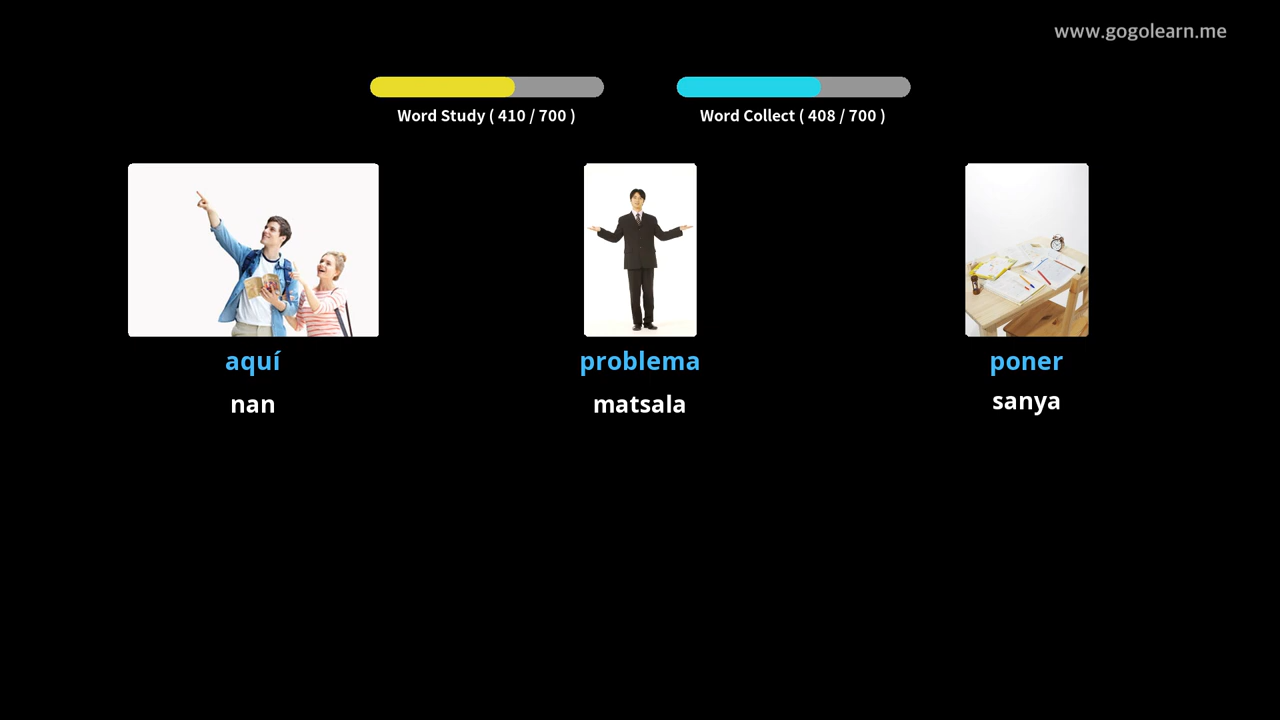 www.gogolearn.me
Word Study ( 410 / 700 )
Word Collect ( 408 / 700 )
aquí
problema
poner
nan
matsala
sanya